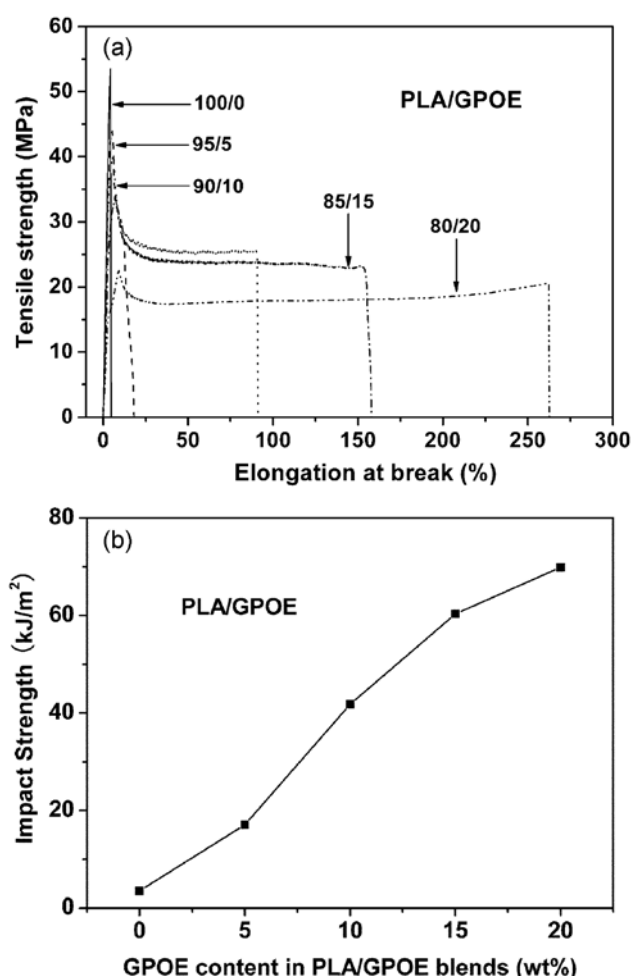 (a)
PLA/GPOE
100/0
95/5
90/10
85/15
80/20
60
50
40
30
20
10
0
Tensile strength (MPa)
0 50 100 150 200 250 300
Elongation at break (%)
(b)
PLA/GPOE
80
60
40
20
0
Impact Strength (kJ/m²)
0 5 10 15 20
GPOE content in PLA/GPOE blends (wt%)